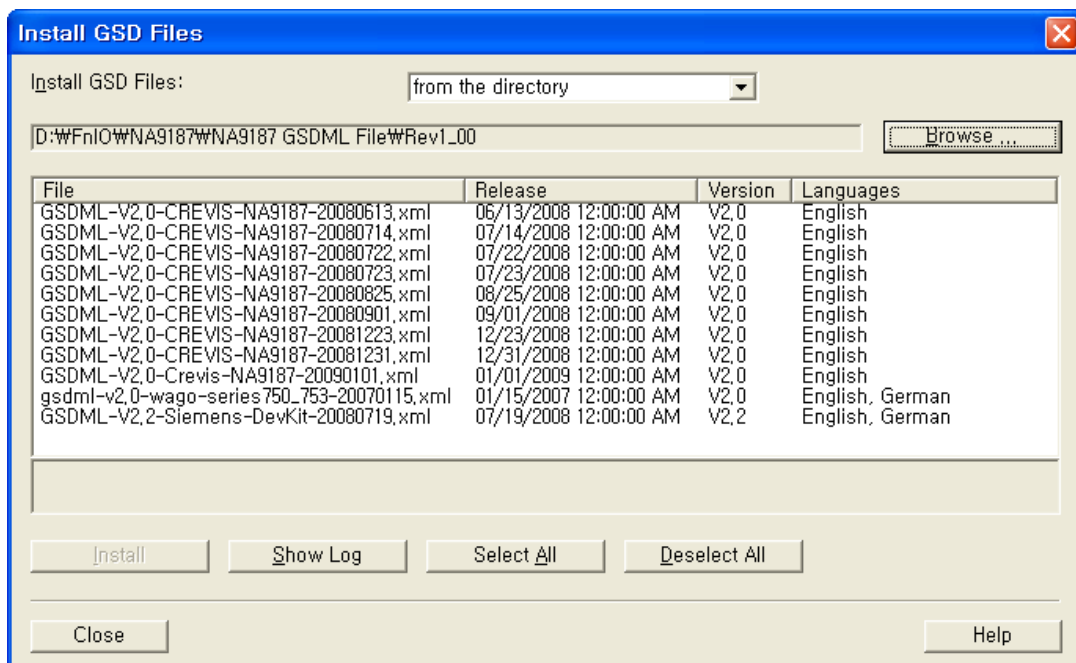 Install GSD Files
Install GSD Files: from the directory
D:₩FnIO₩NA9187₩NA9187 GSDML File₩Rev1_00 Browse ...
File Release Version Languages
GSDML-V2.0-CREVIS-NA9187-20080613.xml 06/13/2008 12:00:00 AM V2.0 English
GSDML-V2.0-CREVIS-NA9187-20080714.xml 07/14/2008 12:00:00 AM V2.0 English
GSDML-V2.0-CREVIS-NA9187-20080722.xml 07/22/2008 12:00:00 AM V2.0 English
GSDML-V2.0-CREVIS-NA9187-20080723.xml 07/23/2008 12:00:00 AM V2.0 English
GSDML-V2.0-CREVIS-NA9187-20080825.xml 08/25/2008 12:00:00 AM V2.0 English
GSDML-V2.0-CREVIS-NA9187-20080901.xml 09/01/2008 12:00:00 AM V2.0 English
GSDML-V2.0-CREVIS-NA9187-20081223.xml 12/23/2008 12:00:00 AM V2.0 English
GSDML-V2.0-CREVIS-NA9187-20081231.xml 12/31/2008 12:00:00 AM V2.0 English
GSDML-V2.0-Crevis-NA9187-20090101.xml 01/01/2009 12:00:00 AM V2.0 English
gsdml-v2.0-wago-series750_753-20070115.xml 01/15/2007 12:00:00 AM V2.0 English, German
GSDML-V2.2-Siemens-DevKit-20080719.xml 07/19/2008 12:00:00 AM V2.2 English, German
Install Show Log Select All Deselect All
Close Help